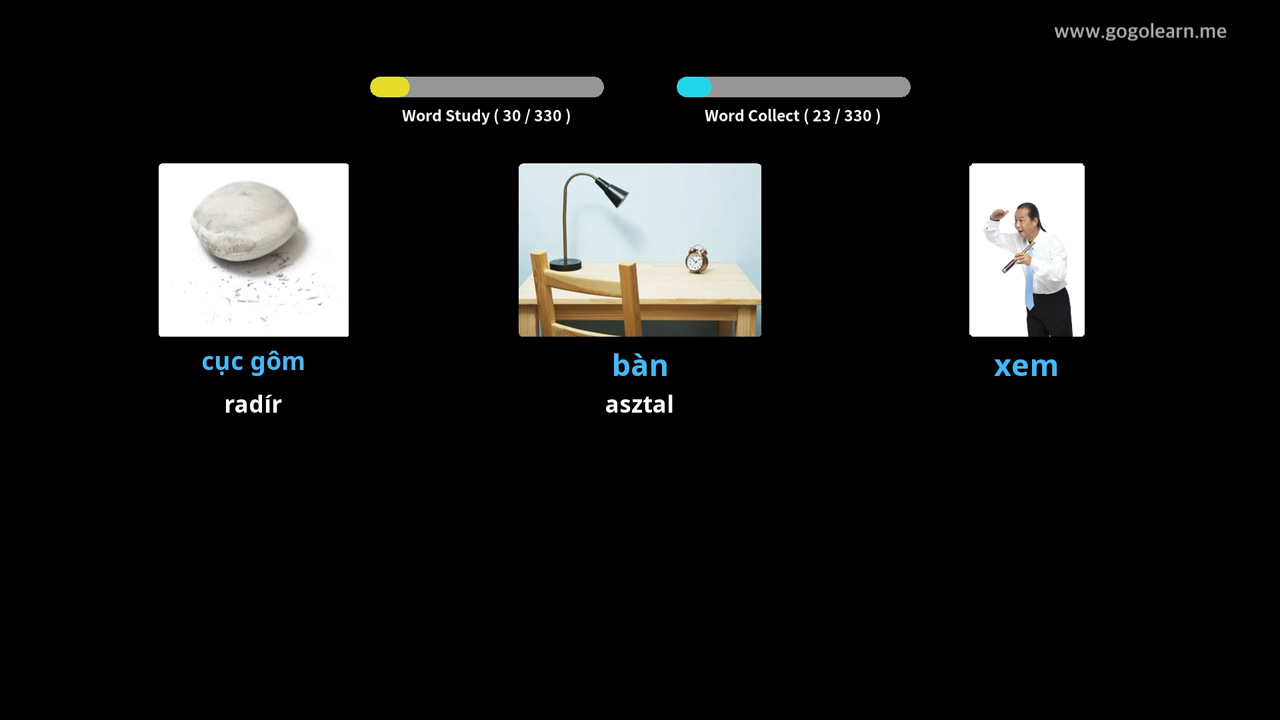 www.gogolearn.me
Word Study ( 30 / 330 )
Word Collect ( 23 / 330 )
cục gôm
bàn
xem
radír
asztal